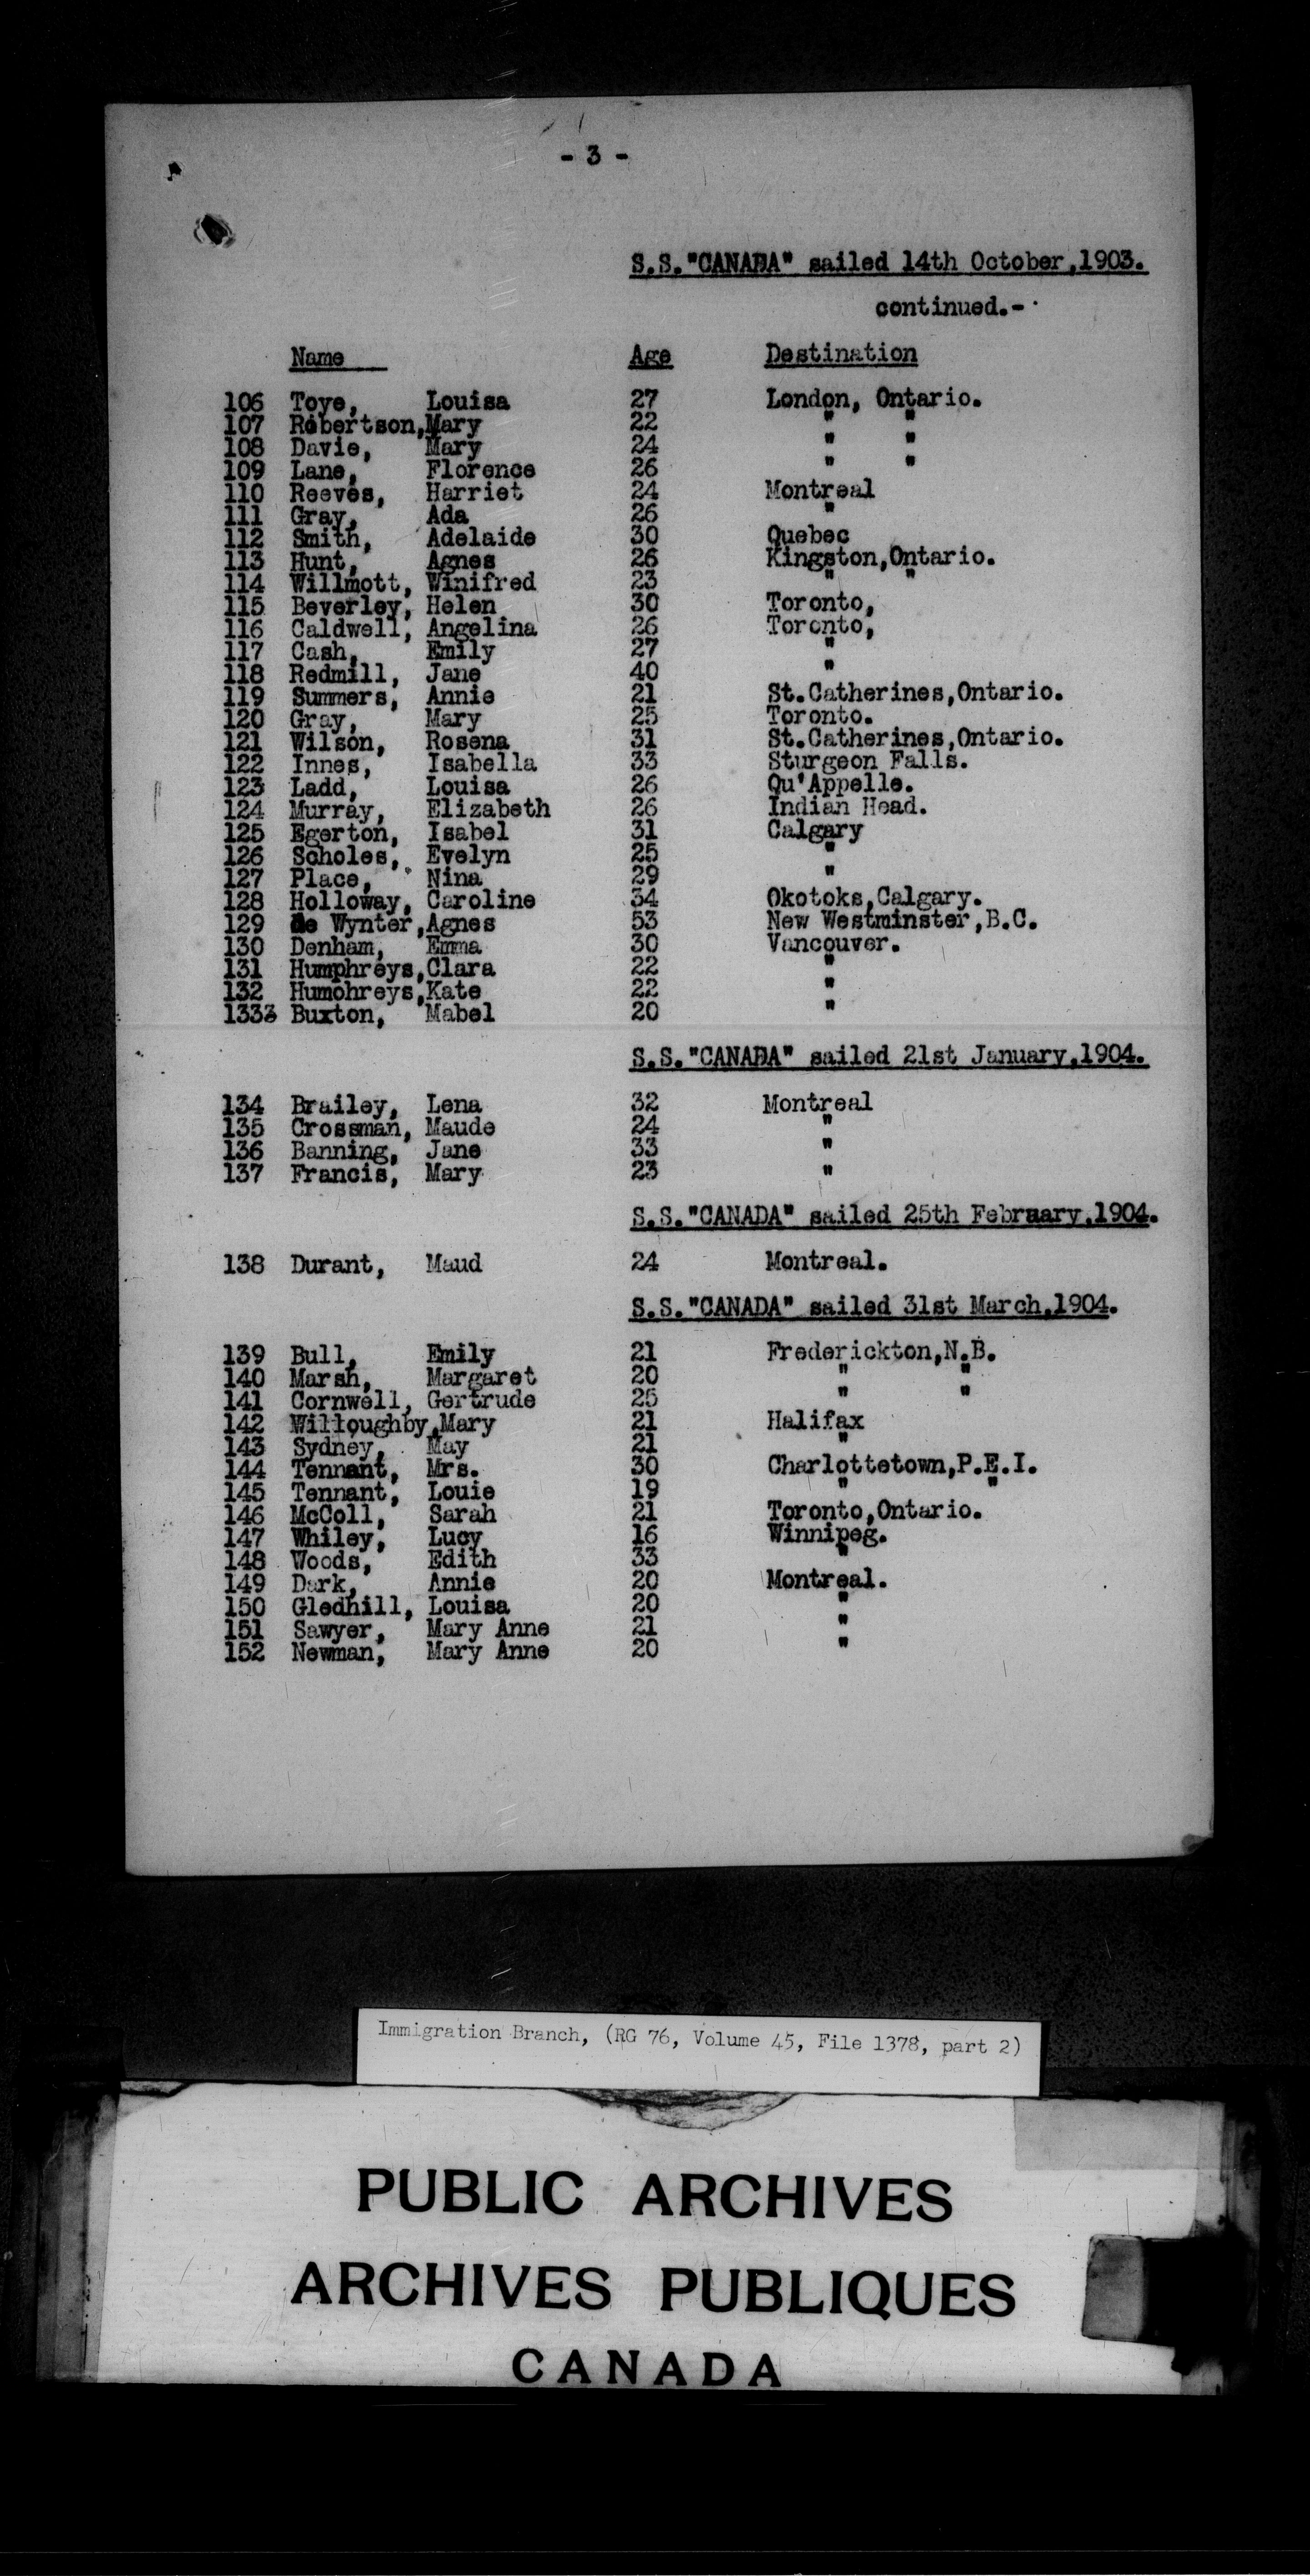 - 3 -
S.S."CANADA" sailed 14th October,1903.
continued.-
Name Age Destination
106 Toye, Louisa 27 London, Ontario.
107 Robertson,Mary 22 " "
108 Davie, Mary 24 " "
109 Lane, Florence 26 " "
110 Reeves, Harriet 24 Montreal
111 Gray, Ada 26 "
112 Smith, Adelaide 30 Quebec
113 Hunt, Agnes 26 Kingston,Ontario.
114 Willmott, Winifred 23 " "
115 Beverley, Helen 30 Toronto,
116 Caldwell, Angelina 26 Toronto,
117 Cash, Emily 27 "
118 Redmill, Jane 40 "
119 Summers, Annie 21 St.Catherines,Ontario.
120 Gray, Mary 25 Toronto.
121 Wilson, Rosena 31 St.Catherines,Ontario.
122 Innes, Isabella 33 Sturgeon Falls.
123 Ladd, Louisa 26 Qu'Appelle.
124 Murray, Elizabeth 26 Indian Head.
125 Egerton, Isabel 31 Calgary
126 Scholes, Evelyn 25 "
127 Place, Nina 29 "
128 Holloway, Caroline 34 Okotoks,Calgary.
129 de Wynter,Agnes 53 New Westminster,B.C.
130 Denham, Emma 30 Vancouver.
131 Humphreys,Clara 22 "
132 Humohreys,Kate 22 "
1333 Buxton, Mabel 20 "
S.S."CANADA" sailed 21st January,1904.
134 Brailey, Lena 32 Montreal
135 Crossman, Maude 24 "
136 Banning, Jane 33 "
137 Francis, Mary 23 "
S.S."CANADA" sailed 25th February,1904.
138 Durant, Maud 24 Montreal.
S.S."CANADA" sailed 31st March,1904.
139 Bull, Emily 21 Frederickton,N.B.
140 Marsh, Margaret 20 " "
141 Cornwell, Gertrude 25 " "
142 Willoughby,Mary 21 Halifax
143 Sydney, May 21 "
144 Tennant, Mrs. 30 Charlottetown,P.E.I.
145 Tennant, Louie 19 " "
146 McColl, Sarah 21 Toronto,Ontario.
147 Whiley, Lucy 16 Winnipeg.
148 Woods, Edith 33 "
149 Dark, Annie 20 Montreal.
150 Gledhill, Louisa 20 "
151 Sawyer, Mary Anne 21 "
152 Newman, Mary Anne 20 "
Immigration Branch, (RG 76, Volume 45, File 1378, part 2)
PUBLIC ARCHIVES
ARCHIVES PUBLIQUES
CANADA